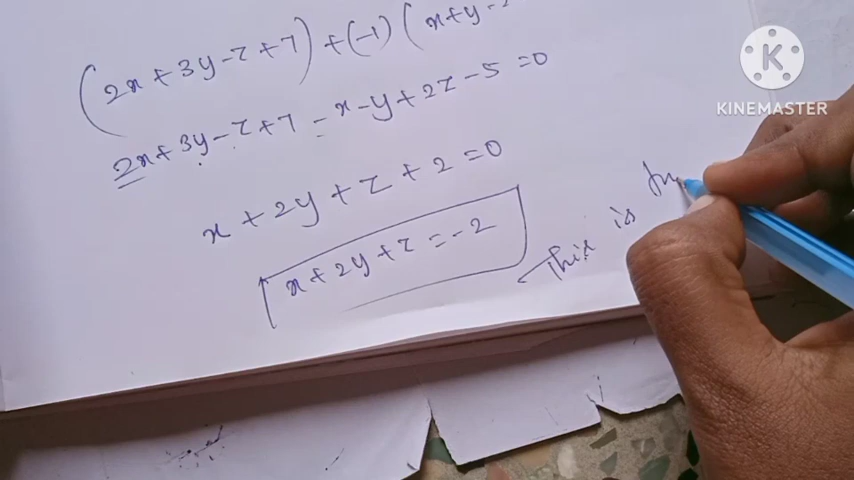 (2x + 3y - z + 7) + (-1) (x + y -
2x + 3y - z + 7 - x - y + 2z - 5 = 0
x + 2y + z + 2 = 0
x + 2y + z = -2
This is
KINEMASTER